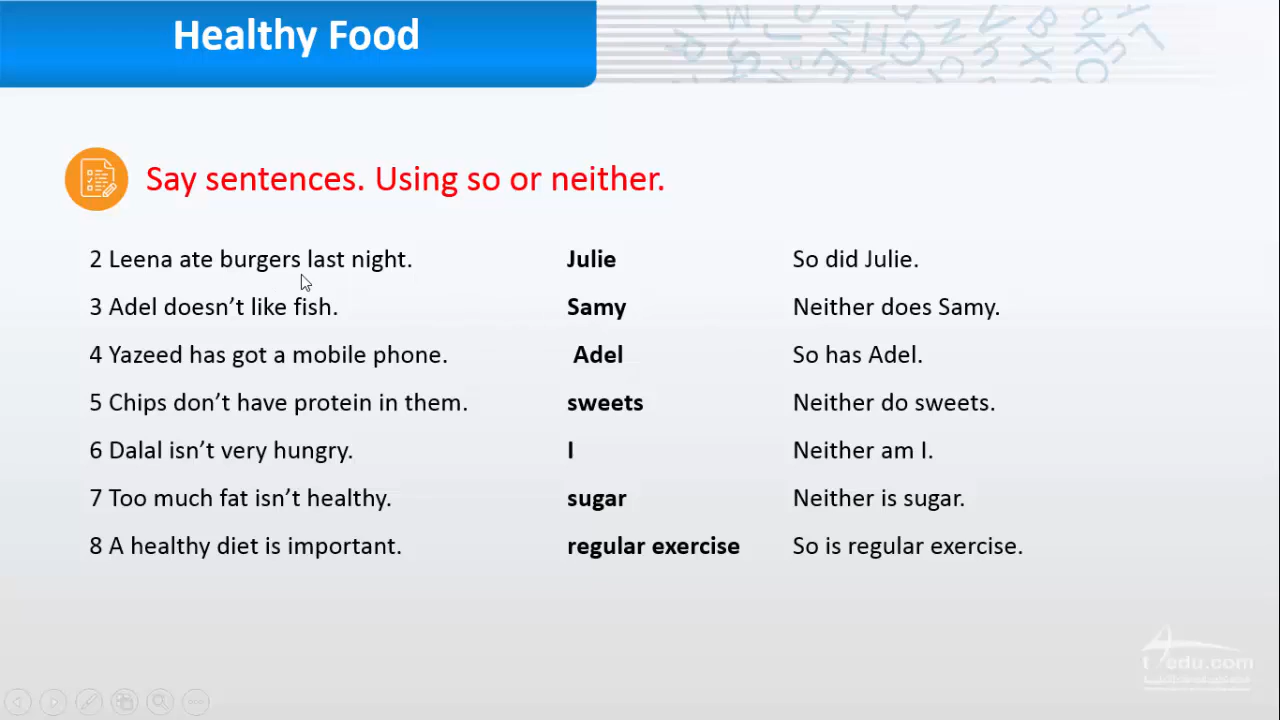 Healthy Food
Say sentences. Using so or neither.
2 Leena ate burgers last night. Julie So did Julie.
3 Adel doesn't like fish. Samy Neither does Samy.
4 Yazeed has got a mobile phone. Adel So has Adel.
5 Chips don't have protein in them. sweets Neither do sweets.
6 Dalal isn't very hungry. I Neither am I.
7 Too much fat isn't healthy. sugar Neither is sugar.
8 A healthy diet is important. regular exercise So is regular exercise.